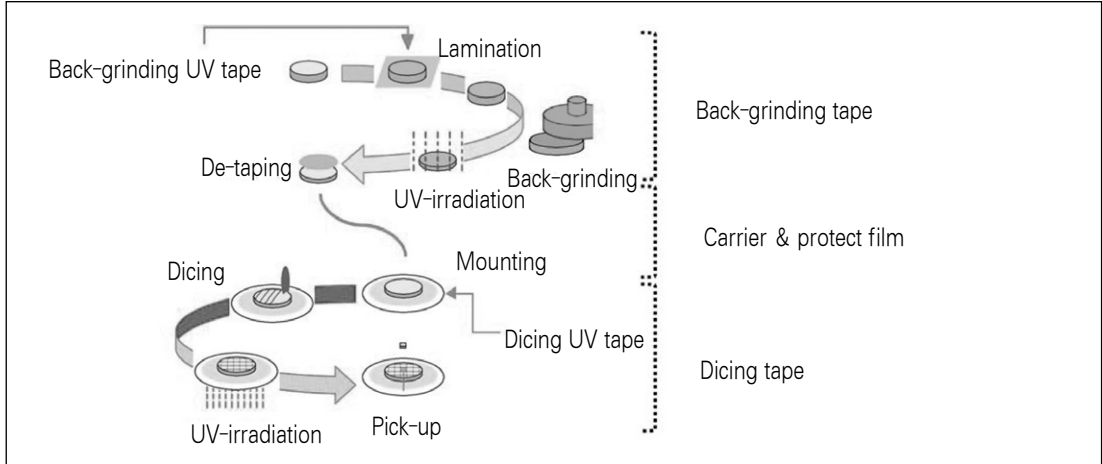 Lamination
Back-grinding UV tape
Back-grinding tape
De-taping
Back-grinding
UV-irradiation
Carrier & protect film
Mounting
Dicing
Dicing UV tape
Dicing tape
Pick-up
UV-irradiation